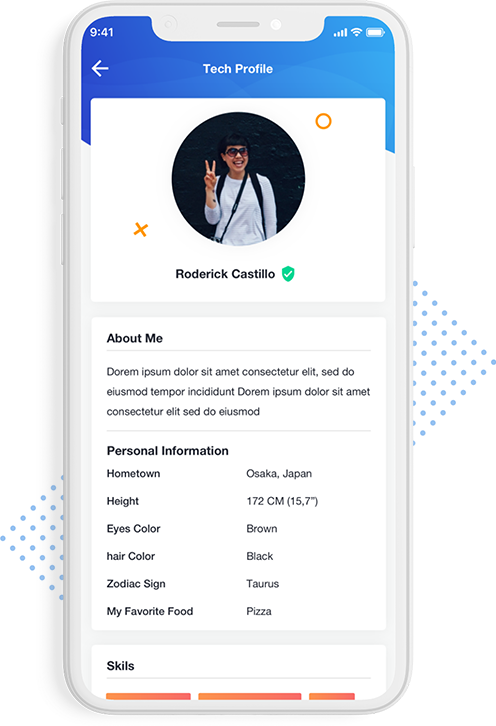 9:41
Tech Profile
Roderick Castillo
About Me
Dorem ipsum dolor sit amet consectetur elit, sed do
eiusmod tempor incididunt Dorem ipsum dolor sit amet
consectetur elit sed do eiusmod
Personal Information
Hometown Osaka, Japan
Height 172 CM (15,7”)
Eyes Color Brown
hair Color Black
Zodiac Sign Taurus
My Favorite Food Pizza
Skils